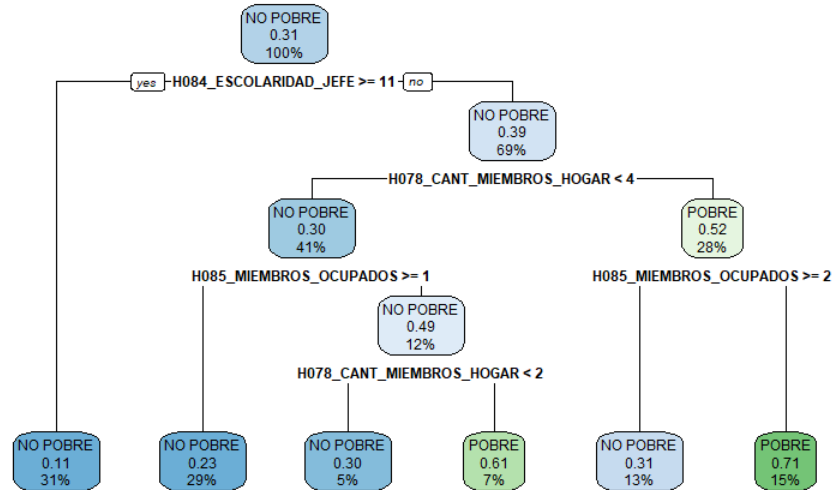 NO POBRE
0.31
100%
yes H084_ESCOLARIDAD_JEFE >= 11 no
NO POBRE
0.39
69%
H078_CANT_MIEMBROS_HOGAR < 4
NO POBRE
0.30
41%
POBRE
0.52
28%
H085_MIEMBROS_OCUPADOS >= 1
H085_MIEMBROS_OCUPADOS >= 2
NO POBRE
0.49
12%
H078_CANT_MIEMBROS_HOGAR < 2
NO POBRE
0.11
31%
NO POBRE
0.23
29%
NO POBRE
0.30
5%
POBRE
0.61
7%
NO POBRE
0.31
13%
POBRE
0.71
15%